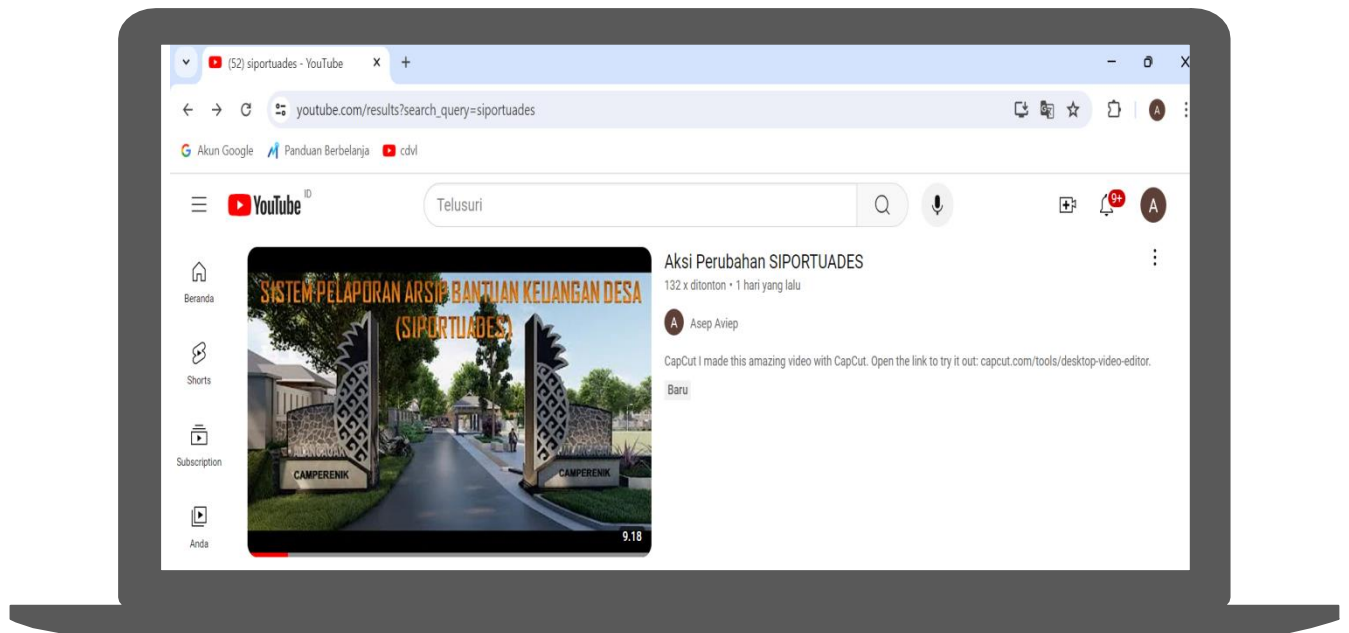 (52) siportuades - YouTube
youtube.com/results?search_query=siportuades
A
Akun Google
Panduan Berbelanja
cdvl
YouTube ID
Telusuri
9+
A
Beranda
Shorts
Subscription
Anda
SISTEM PELAPORAN ARSIP BANTUAN KEUANGAN DESA
(SIPORTUADES)
CAMPERENIK
CAMPERENIK
9.18
Aksi Perubahan SIPORTUADES
132 x ditonton • 1 hari yang lalu
A Asep Aviep
CapCut I made this amazing video with CapCut. Open the link to try it out: capcut.com/tools/desktop-video-editor.
Baru